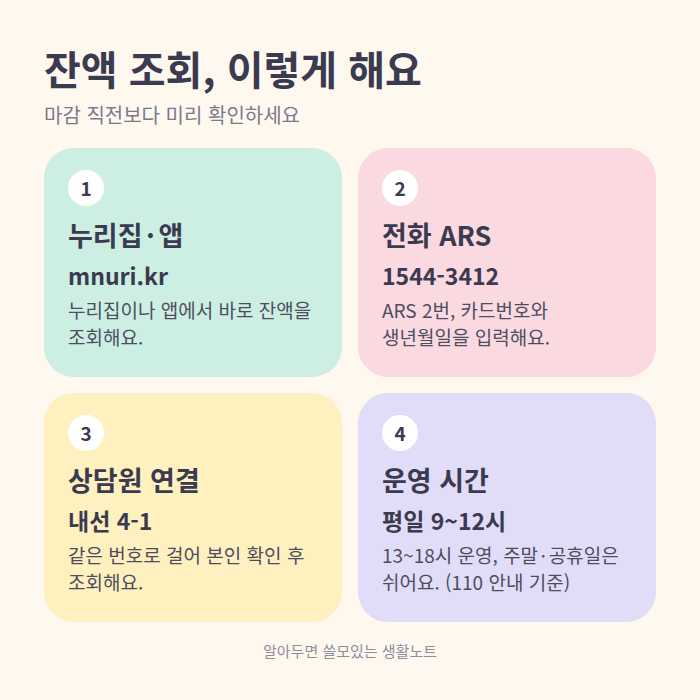 잔액 조회, 이렇게 해요
마감 직전보다 미리 확인하세요
1
누리집·앱
mnuri.kr
누리집이나 앱에서 바로 잔액을
조회해요.
2
전화 ARS
1544-3412
ARS 2번, 카드번호와
생년월일을 입력해요.
3
상담원 연결
내선 4-1
같은 번호로 걸어 본인 확인 후
조회해요.
4
운영 시간
평일 9~12시
13~18시 운영, 주말·공휴일은
쉬어요. (110 안내 기준)
알아두면 쓸모있는 생활노트